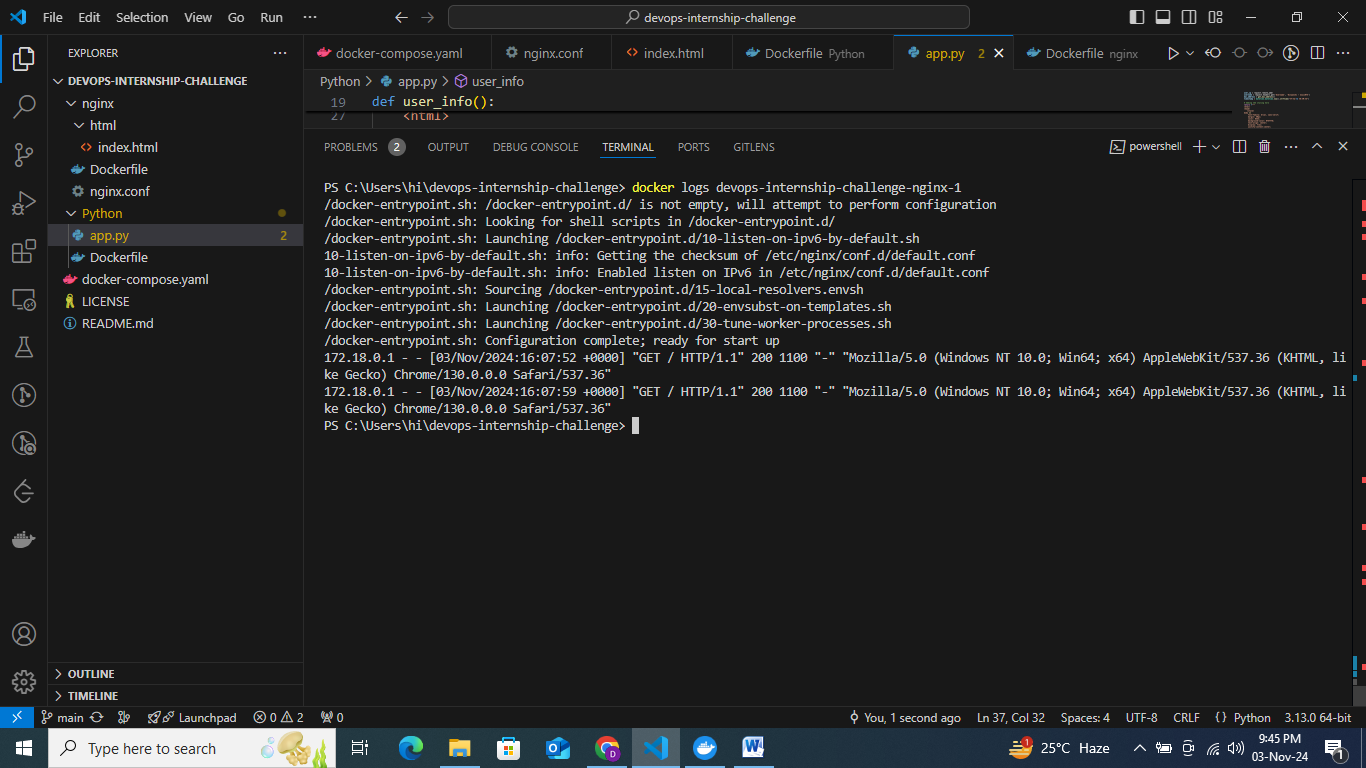 File Edit Selection View Go Run ··· devops-internship-challenge
EXPLORER ···
DEVOPS-INTERNSHIP-CHALLENGE
nginx
html
index.html
Dockerfile
nginx.conf
Python
app.py 2
Dockerfile
docker-compose.yaml
LICENSE
README.md
OUTLINE
TIMELINE
docker-compose.yaml nginx.conf index.html Dockerfile Python app.py 2 Dockerfile nginx
Python > app.py > user_info
19 def user_info():
27 <html>
PROBLEMS 2 OUTPUT DEBUG CONSOLE TERMINAL PORTS GITLENS powershell
PS C:\Users\hi\devops-internship-challenge> docker logs devops-internship-challenge-nginx-1
/docker-entrypoint.sh: /docker-entrypoint.d/ is not empty, will attempt to perform configuration
/docker-entrypoint.sh: Looking for shell scripts in /docker-entrypoint.d/
/docker-entrypoint.sh: Launching /docker-entrypoint.d/10-listen-on-ipv6-by-default.sh
10-listen-on-ipv6-by-default.sh: info: Getting the checksum of /etc/nginx/conf.d/default.conf
10-listen-on-ipv6-by-default.sh: info: Enabled listen on IPv6 in /etc/nginx/conf.d/default.conf
/docker-entrypoint.sh: Sourcing /docker-entrypoint.d/15-local-resolvers.envsh
/docker-entrypoint.sh: Launching /docker-entrypoint.d/20-envsubst-on-templates.sh
/docker-entrypoint.sh: Launching /docker-entrypoint.d/30-tune-worker-processes.sh
/docker-entrypoint.sh: Configuration complete; ready for start up
172.18.0.1 - - [03/Nov/2024:16:07:52 +0000] "GET / HTTP/1.1" 200 1100 "-" "Mozilla/5.0 (Windows NT 10.0; Win64; x64) AppleWebKit/537.36 (KHTML, li
ke Gecko) Chrome/130.0.0.0 Safari/537.36"
172.18.0.1 - - [03/Nov/2024:16:07:59 +0000] "GET / HTTP/1.1" 200 1100 "-" "Mozilla/5.0 (Windows NT 10.0; Win64; x64) AppleWebKit/537.36 (KHTML, li
ke Gecko) Chrome/130.0.0.0 Safari/537.36"
PS C:\Users\hi\devops-internship-challenge>
main Launchpad 0 2 0 You, 1 second ago Ln 37, Col 32 Spaces: 4 UTF-8 CRLF {} Python 3.13.0 64-bit
Type here to search 1 25°C Haze 9:45 PM
03-Nov-24 1